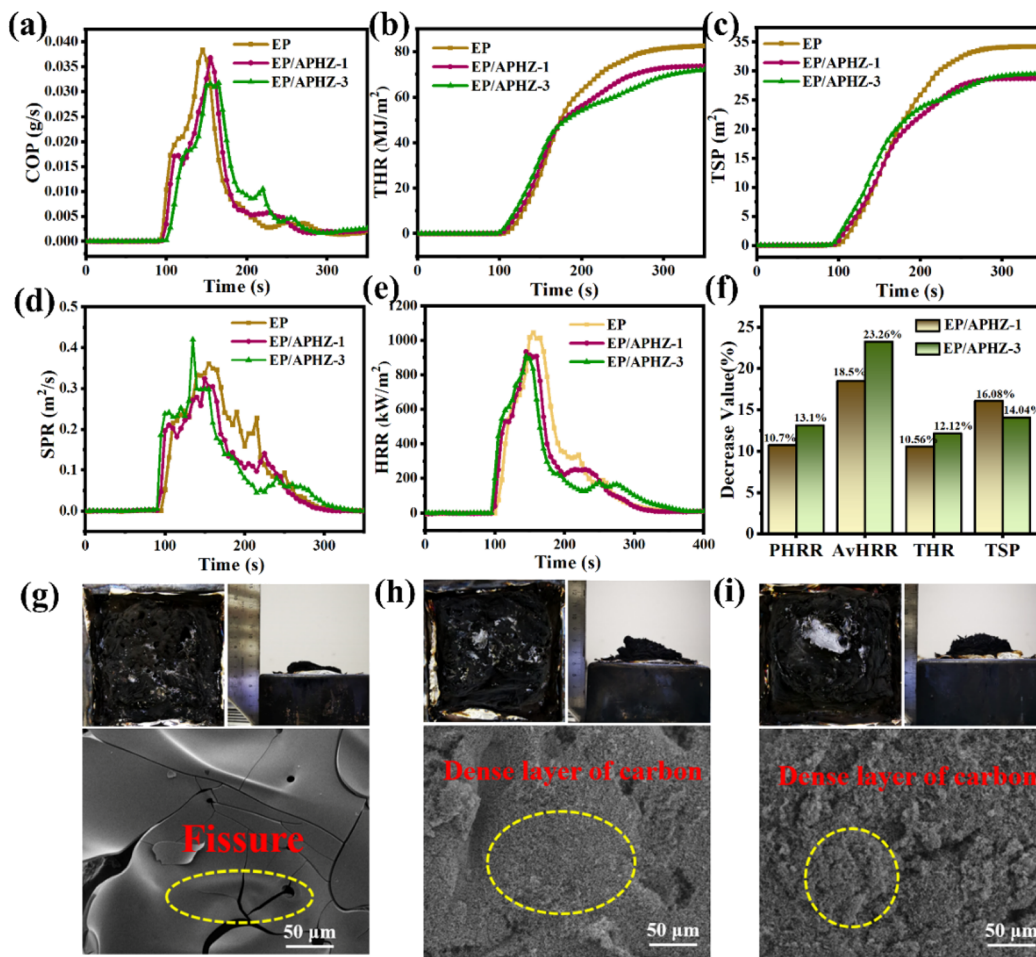 (a)
0.040
0.035
0.030
0.025
0.020
0.015
0.010
0.005
0.000
COP (g/s)
EP
EP/APHZ-1
EP/APHZ-3
0 100 200 300
Time (s)
(b)
80
60
40
20
0
THR (MJ/m²)
EP
EP/APHZ-1
EP/APHZ-3
0 100 200 300
Time (s)
(c)
35
30
25
20
15
10
5
0
TSP (m²)
EP
EP/APHZ-1
EP/APHZ-3
0 100 200 300
Time (s)
(d)
0.5
0.4
0.3
0.2
0.1
0.0
SPR (m²/s)
EP
EP/APHZ-1
EP/APHZ-3
0 100 200 300
Time (s)
(e)
1200
1000
800
600
400
200
0
HRR (kW/m²)
EP
EP/APHZ-1
EP/APHZ-3
0 100 200 300 400
Time (s)
(f)
25
20
15
10
5
0
Decrease Value(%)
EP/APHZ-1
EP/APHZ-3
10.7% 13.1%
18.5% 23.26%
10.56% 12.12%
16.08% 14.04%
PHRR AvHRR THR TSP
(g)
Fissure
50 μm
(h)
Dense layer of carbon
50 μm
(i)
Dense layer of carbon
50 μm